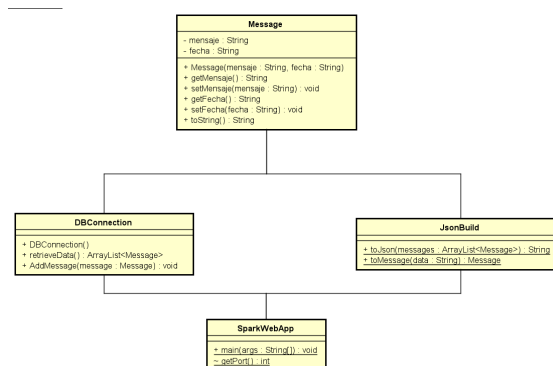 Message
- mensaje : String
- fecha : String
+ Message(mensaje : String, fecha : String)
+ getMensaje() : String
+ setMensaje(mensaje : String) : void
+ getFecha() : String
+ setFecha(fecha : String) : void
+ toString() : String
DBConnection
+ DBConnection()
+ retrieveData() : ArrayList<Message>
+ AddMessage(message : Message) : void
JsonBuild
+ toJson(messages : ArrayList<Message>) : String
+ toMessage(data : String) : Message
SparkWebApp
+ main(args : String[]) : void
~ getPort() : int